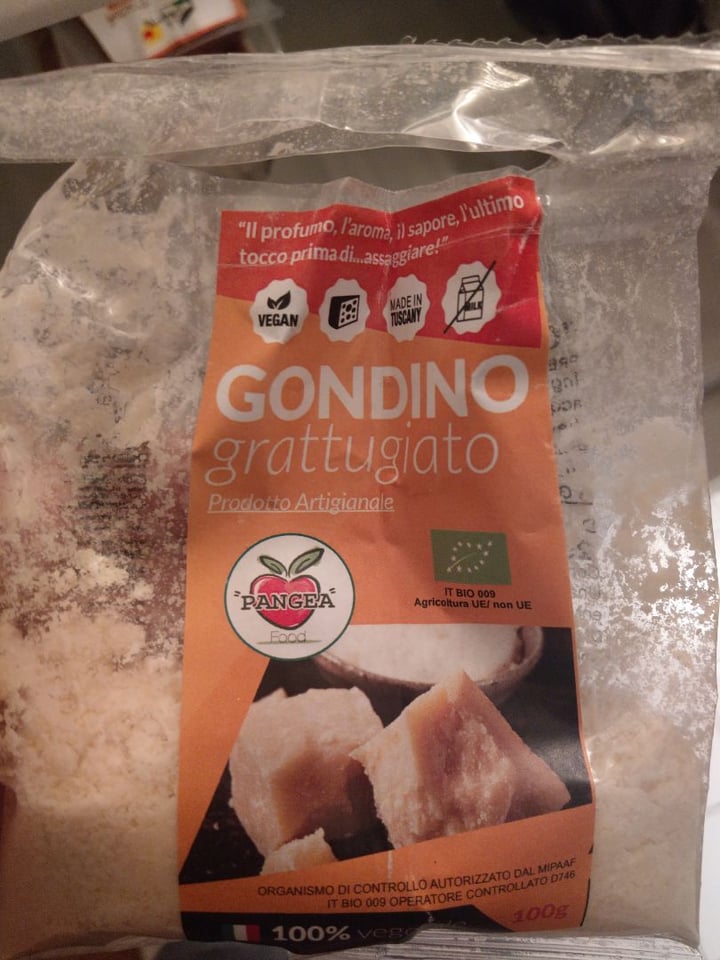 "Il profumo, l'aroma, il sapore, l'ultimo
tocco prima di...assaggiare!"
VEGAN
MADE IN
TUSCANY
MILK
GONDINO
grattugiato
Prodotto Artigianale
"PANGEA"
Food
IT BIO 009
Agricoltura UE/ non UE
ORGANISMO DI CONTROLLO AUTORIZZATO DAL MIPAAF
IT BIO 009 OPERATORE CONTROLLATO D746
100g
100%